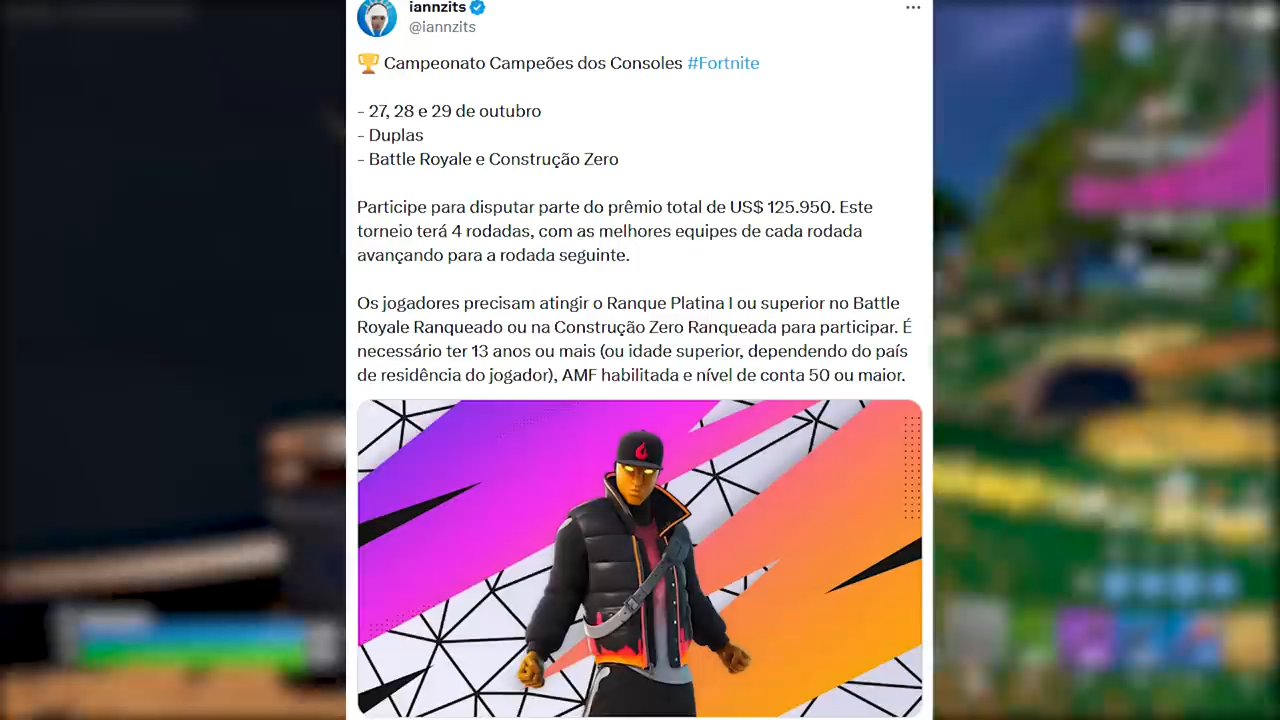 iannzits
@iannzits
🏆 Campeonato Campeões dos Consoles #Fortnite
- 27, 28 e 29 de outubro
- Duplas
- Battle Royale e Construção Zero
Participe para disputar parte do prêmio total de US$ 125.950. Este
torneio terá 4 rodadas, com as melhores equipes de cada rodada
avançando para a rodada seguinte.
Os jogadores precisam atingir o Ranque Platina I ou superior no Battle
Royale Ranqueado ou na Construção Zero Ranqueada para participar. É
necessário ter 13 anos ou mais (ou idade superior, dependendo do país
de residência do jogador), AMF habilitada e nível de conta 50 ou maior.